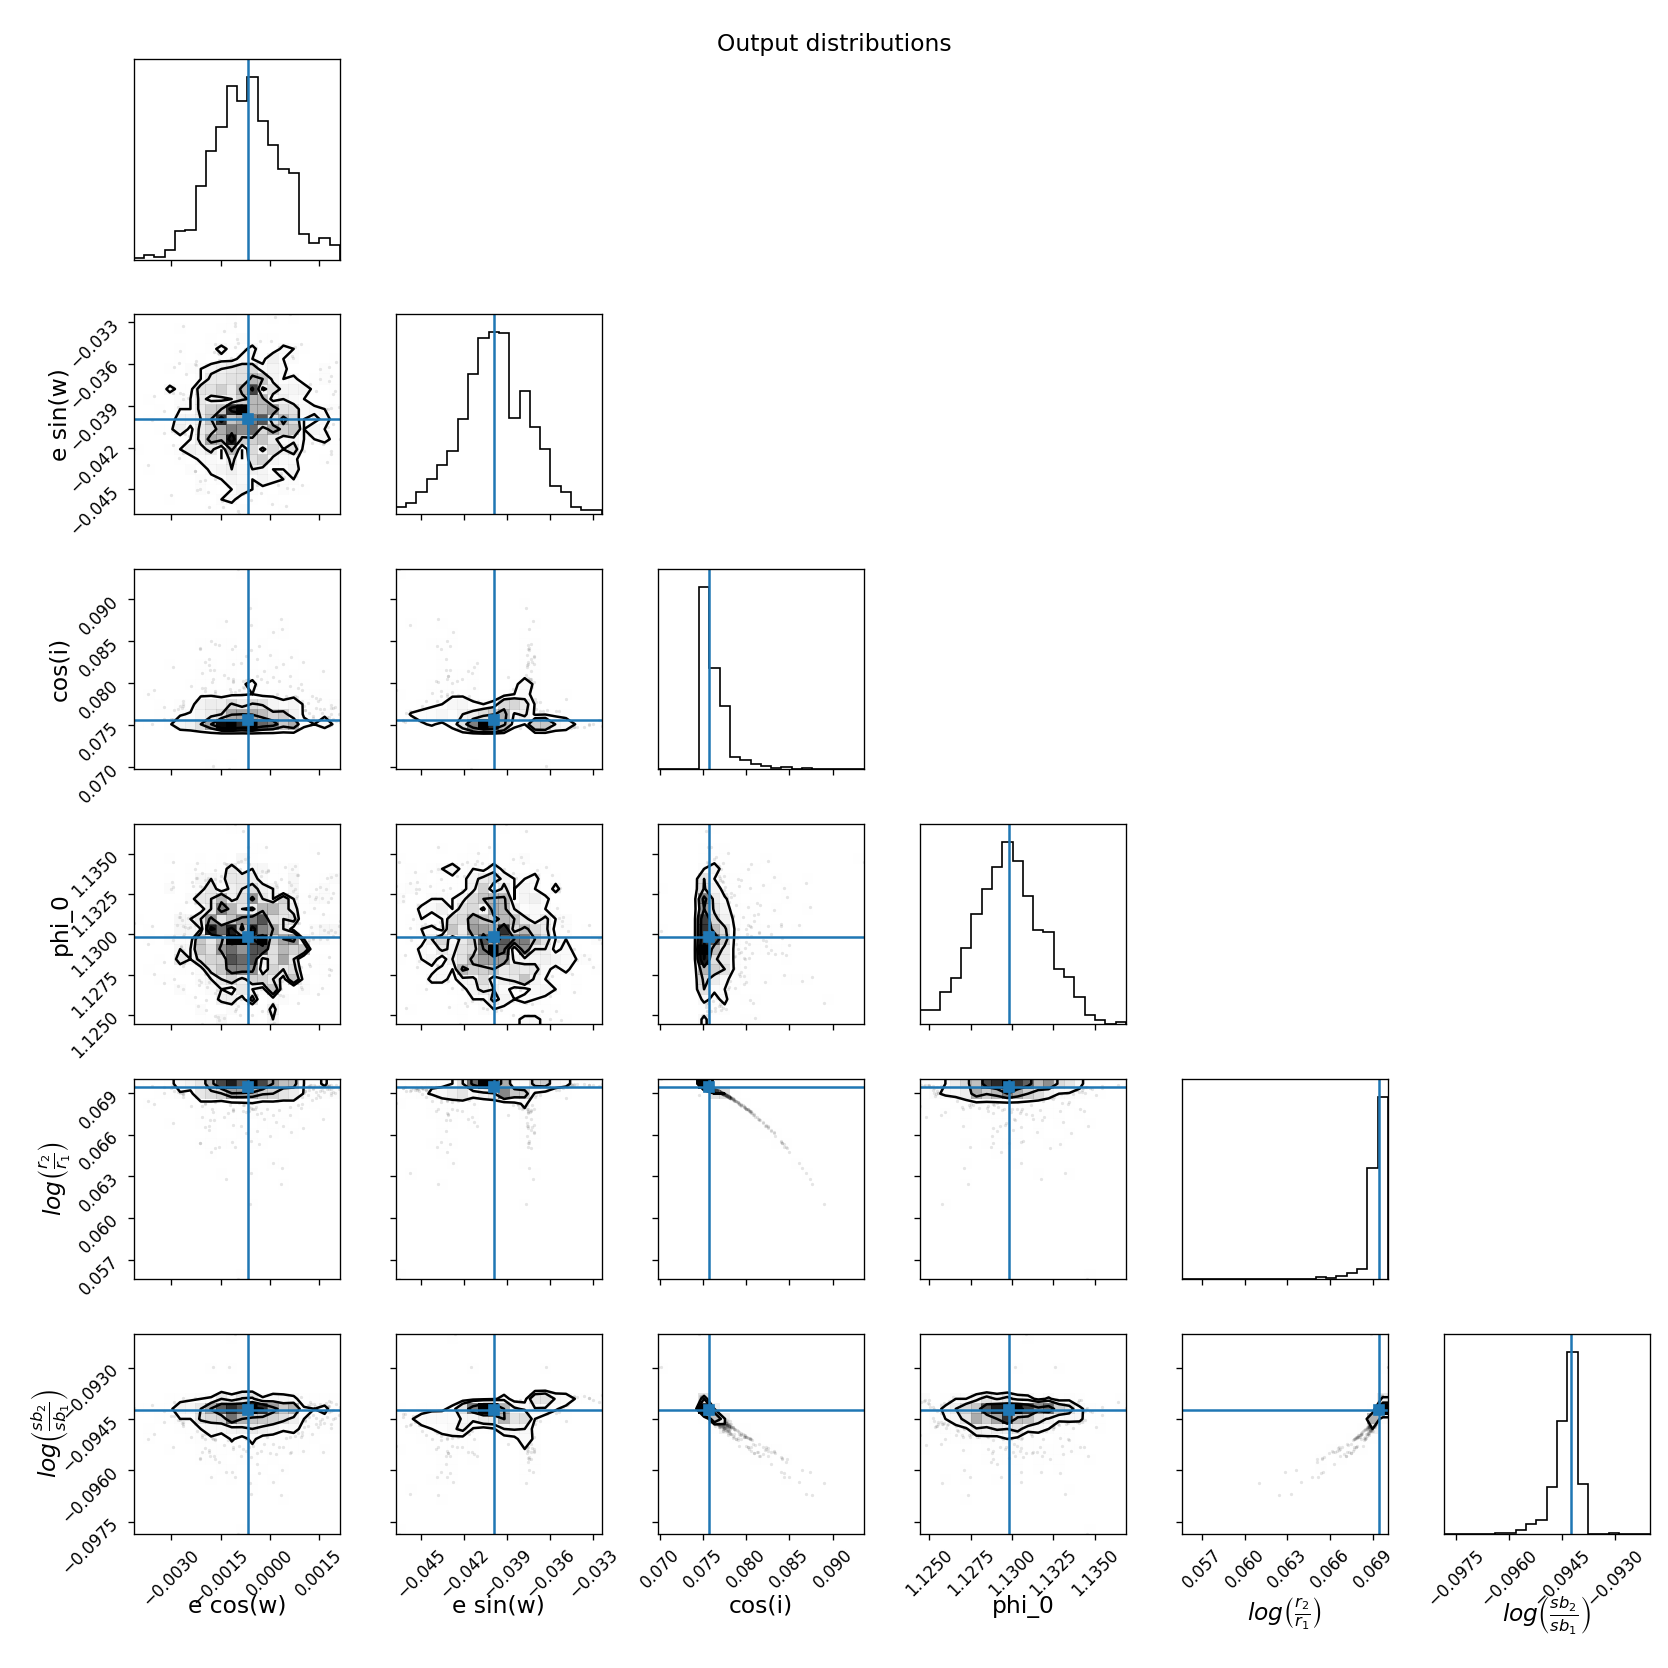 Output distributions
−0.033
−0.036
−0.039
−0.042
−0.045
e sin(w)
0.090
0.085
0.080
0.075
0.070
cos(i)
1.1350
1.1325
1.1300
1.1275
1.1250
phi_0
0.069
0.066
0.063
0.060
0.057
log(r₂/r₁)
−0.0930
−0.0945
−0.0960
−0.0975
log(sb₂/sb₁)
−0.0030 −0.0015 0.0000 0.0015
−0.045 −0.042 −0.039 −0.036 −0.033
0.070 0.075 0.080 0.085 0.090
1.1250 1.1275 1.1300 1.1325 1.1350
0.057 0.060 0.063 0.066 0.069
−0.0975 −0.0960 −0.0945 −0.0930
e cos(w)
e sin(w)
cos(i)
phi_0
log(r₂/r₁)
log(sb₂/sb₁)